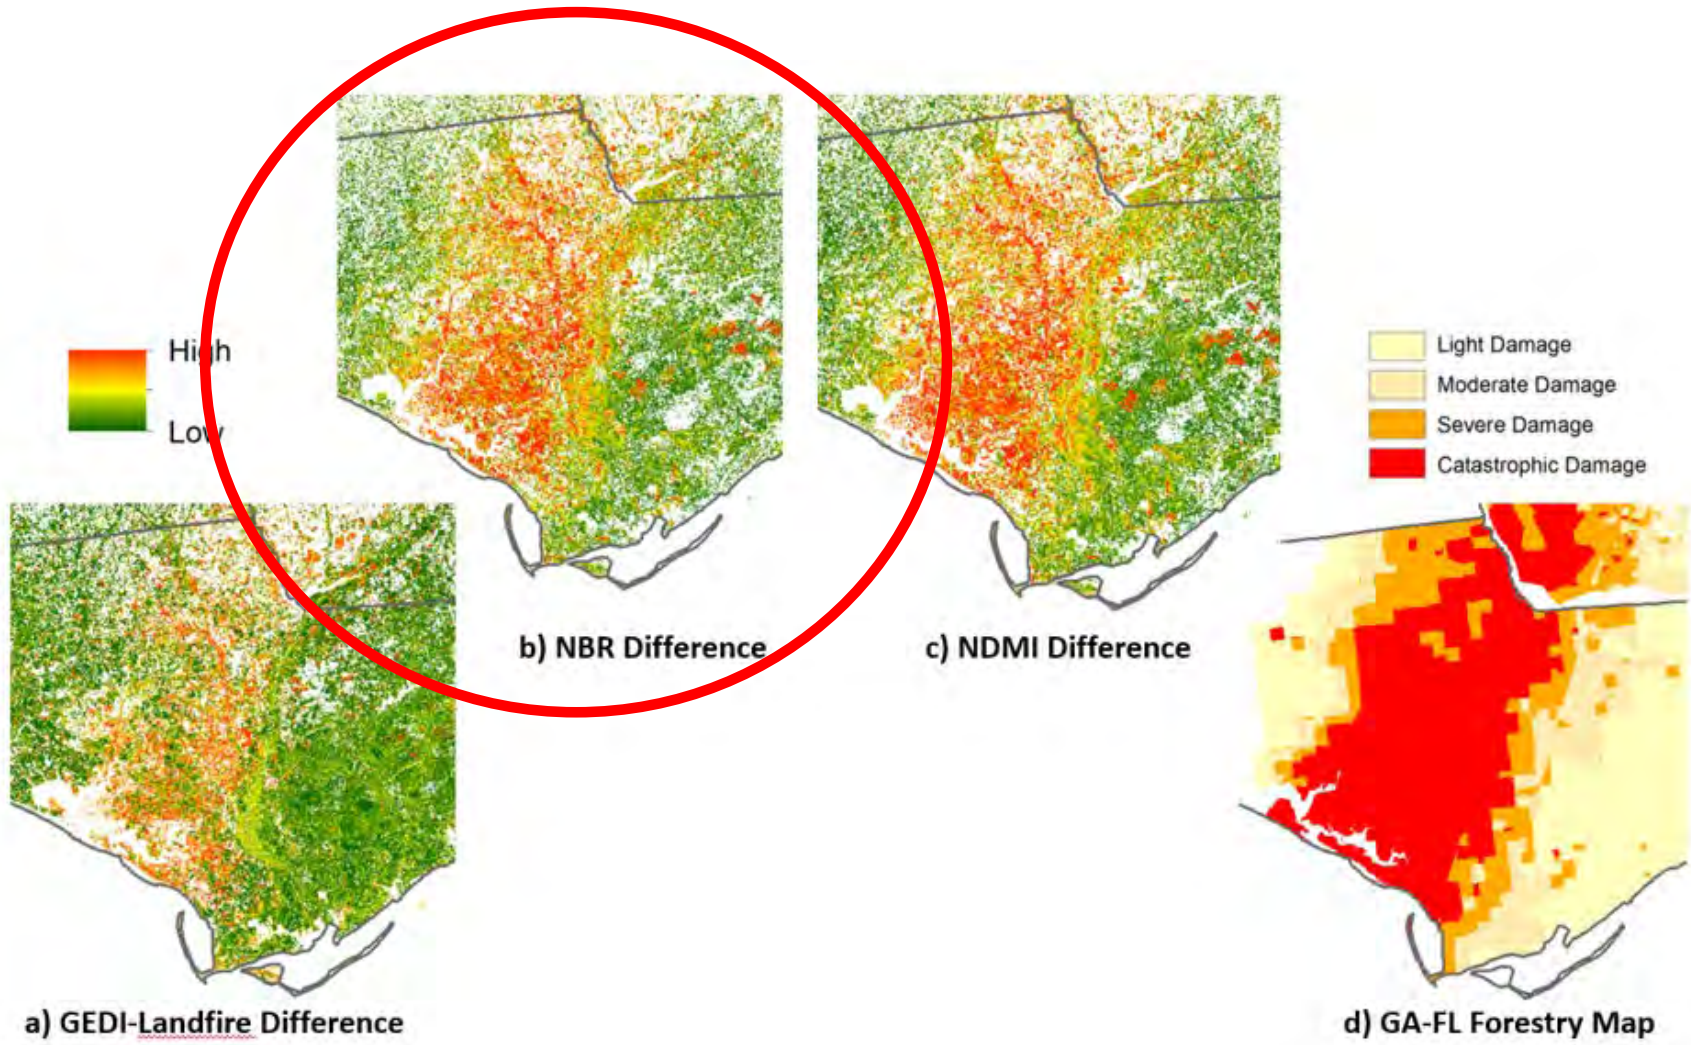 High
Low
Light Damage
Moderate Damage
Severe Damage
Catastrophic Damage
b) NBR Difference
c) NDMI Difference
a) GEDI-Landfire Difference
d) GA-FL Forestry Map